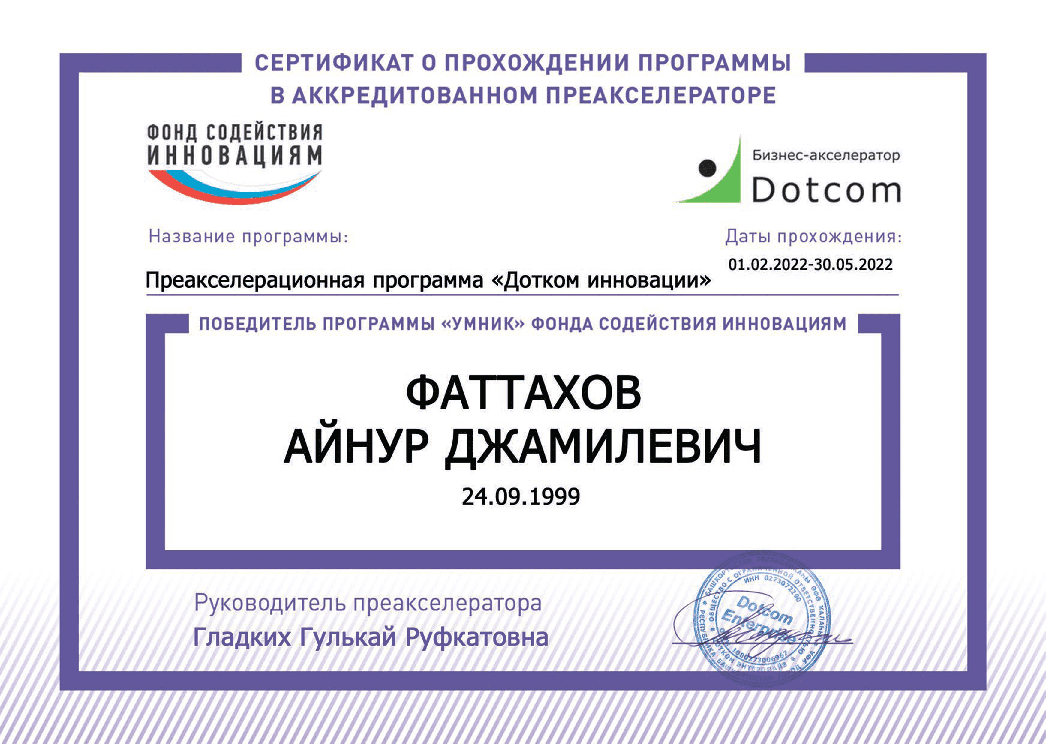 СЕРТИФИКАТ О ПРОХОЖДЕНИИ ПРОГРАММЫ
В АККРЕДИТОВАННОМ ПРЕАКСЕЛЕРАТОРЕ
ФОНД СОДЕЙСТВИЯ
ИННОВАЦИЯМ
Бизнес-акселератор
Dotcom
Название программы:
Даты прохождения:
01.02.2022-30.05.2022
Преакселерационная программа «Дотком инновации»
ПОБЕДИТЕЛЬ ПРОГРАММЫ «УМНИК» ФОНДА СОДЕЙСТВИЯ ИННОВАЦИЯМ
ФАТТАХОВ
АЙНУР ДЖАМИЛЕВИЧ
24.09.1999
Руководитель преакселератора
Гладких Гулькай Руфкатовна
Dotcom
Enterprise